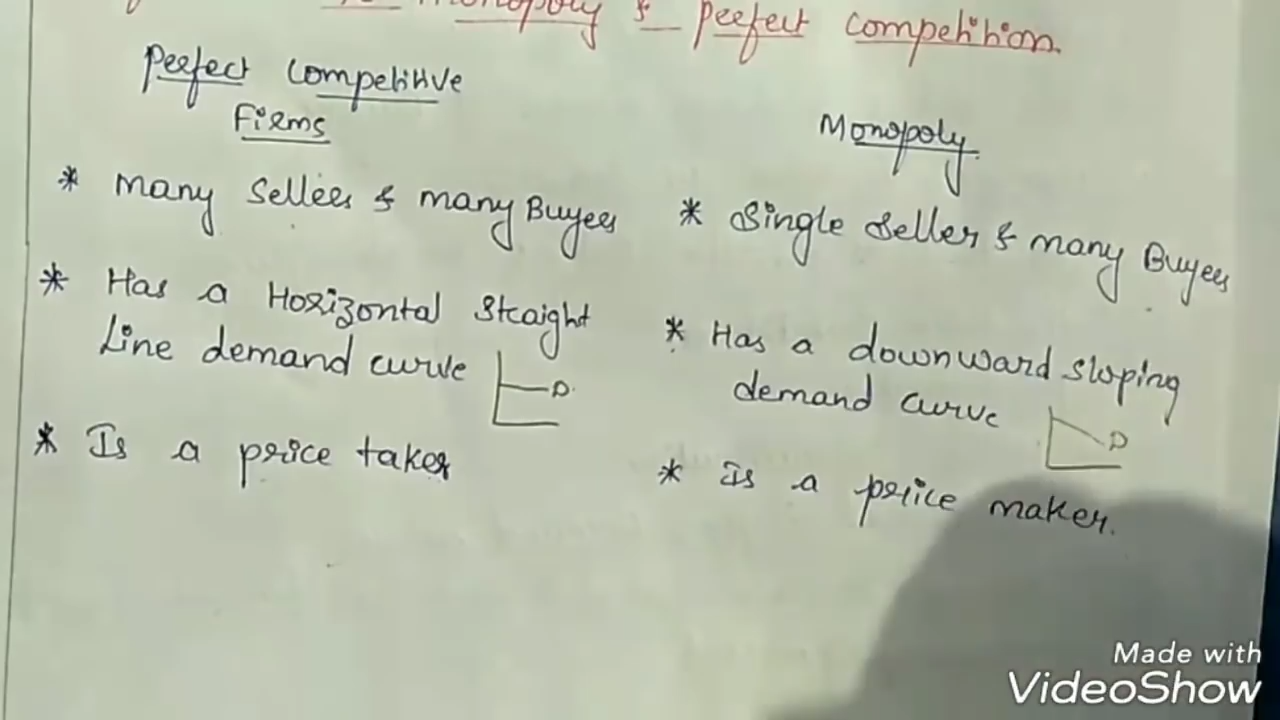 Monopoly & Perfect Competition.
Perfect Competitive
Firms
* Many Sellers & many Buyers
* Has a Horizontal Straight
Line demand curve
D
* Is a price taker
Monopoly
* Single Seller & many Buyers
* Has a downward sloping
demand curve
D
* Is a price maker.
Made with
VideoShow